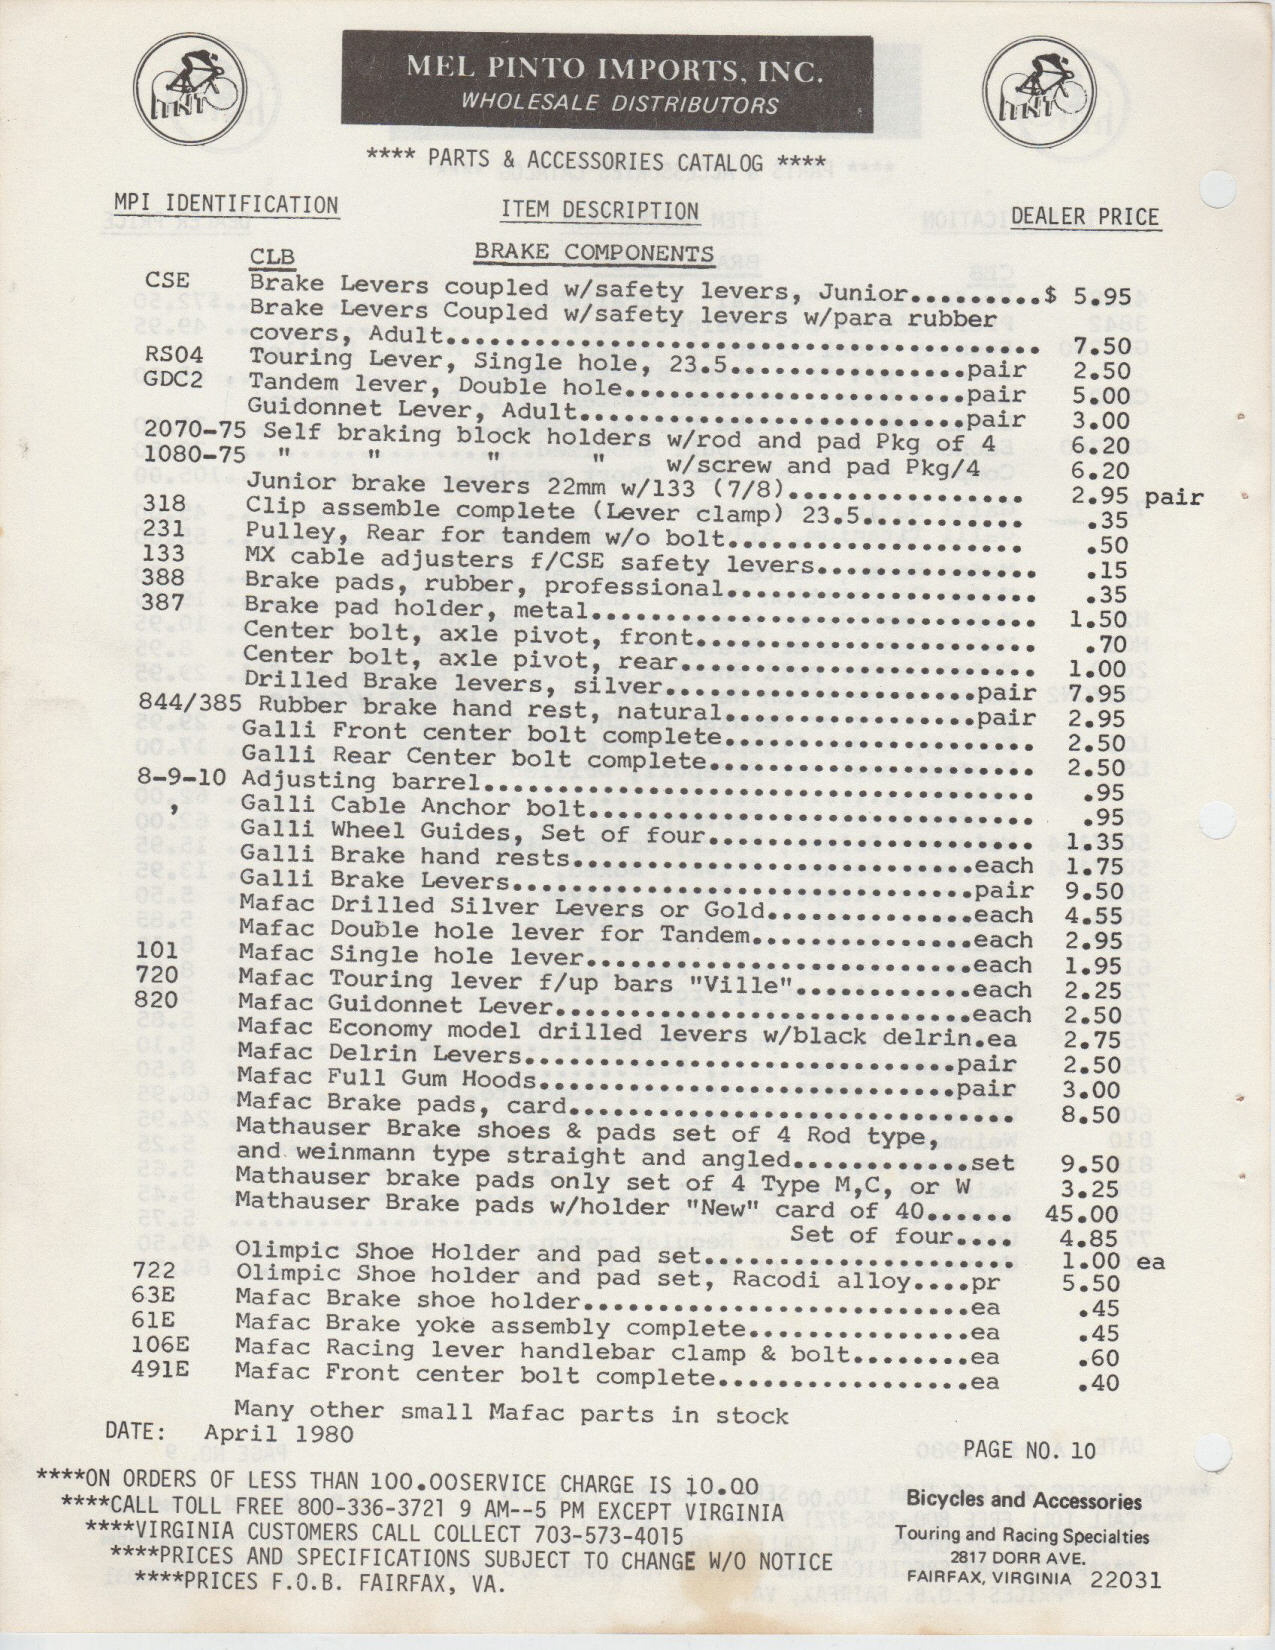 MEL PINTO IMPORTS, INC.
WHOLESALE DISTRIBUTORS
**** PARTS & ACCESSORIES CATALOG ****
MPI IDENTIFICATION ITEM DESCRIPTION DEALER PRICE
CLB BRAKE COMPONENTS
CSE Brake Levers coupled w/safety levers, Junior.........$ 5.95
Brake Levers Coupled w/safety levers w/para rubber
covers, Adult........................................ 7.50
RS04 Touring Lever, Single hole, 23.5................pair 2.50
GDC2 Tandem lever, Double hole.......................pair 5.00
Guidonnet Lever, Adult..........................pair 3.00
2070-75 Self braking block holders w/rod and pad Pkg of 4 6.20
1080-75 " " " " w/screw and pad Pkg/4 6.20
Junior brake levers 22mm w/133 (7/8)................ 2.95 pair
318 Clip assemble complete (Lever clamp) 23.5........... .35
231 Pulley, Rear for tandem w/o bolt.................... .50
133 MX cable adjusters f/CSE safety levers............... .15
388 Brake pads, rubber, professional..................... .35
387 Brake pad holder, metal.............................. 1.50
Center bolt, axle pivot, front....................... .70
Center bolt, axle pivot, rear........................ 1.00
Drilled Brake levers, silver.....................pair 7.95
844/385 Rubber brake hand rest, natural.................pair 2.95
Galli Front center bolt complete..................... 2.50
Galli Rear Center bolt complete...................... 2.50
8-9-10 Adjusting barrel..................................... .95
, Galli Cable Anchor bolt.............................. .95
Galli Wheel Guides, Set of four...................... 1.35
Galli Brake hand rests...........................each 1.75
Galli Brake Levers...............................pair 9.50
Mafac Drilled Silver Levers or Gold..............each 4.55
Mafac Double hole lever for Tandem...............each 2.95
101 Mafac Single hole lever..........................each 1.95
720 Mafac Touring lever f/up bars "Ville"............each 2.25
820 Mafac Guidonnet Lever............................each 2.50
Mafac Economy model drilled levers w/black delrin.ea 2.75
Mafac Delrin Levers.............................pair 2.50
Mafac Full Gum Hoods............................pair 3.00
Mafac Brake pads, card.............................. 8.50
Mathauser Brake shoes & pads set of 4 Rod type,
and weinmann type straight and angled............set 9.50
Mathauser brake pads only set of 4 Type M,C, or W 3.25
Mathauser Brake pads w/holder "New" card of 40...... 45.00
Set of four.... 4.85
Olimpic Shoe Holder and pad set..................... 1.00 ea
722 Olimpic Shoe holder and pad set, Racodi alloy....pr 5.50
63E Mafac Brake shoe holder..........................ea .45
61E Mafac Brake yoke assembly complete...............ea .45
106E Mafac Racing lever handlebar clamp & bolt........ea .60
491E Mafac Front center bolt complete.................ea .40
Many other small Mafac parts in stock
DATE: April 1980
PAGE NO. 10
****ON ORDERS OF LESS THAN 100.00SERVICE CHARGE IS 10.00
****CALL TOLL FREE 800-336-3721 9 AM--5 PM EXCEPT VIRGINIA
****VIRGINIA CUSTOMERS CALL COLLECT 703-573-4015
****PRICES AND SPECIFICATIONS SUBJECT TO CHANGE W/O NOTICE
****PRICES F.O.B. FAIRFAX, VA.
Bicycles and Accessories
Touring and Racing Specialties
2817 DORR AVE.
FAIRFAX, VIRGINIA 22031